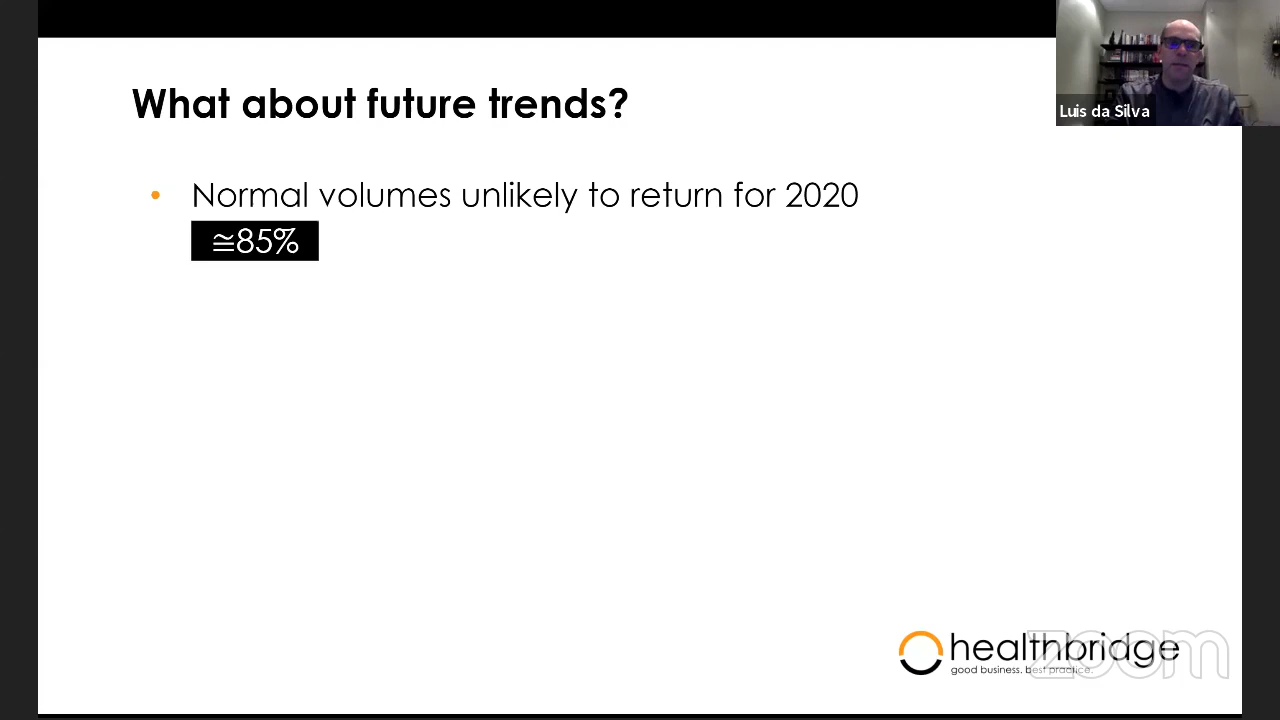 What about future trends?
Luis da Silva
• Normal volumes unlikely to return for 2020
≅85%
healthbridge
good business. best practice.
zoom